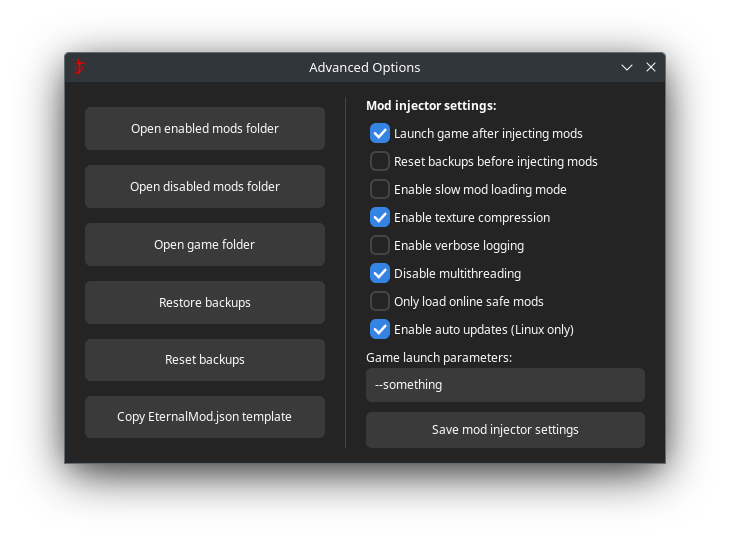 Advanced Options
Open enabled mods folder
Open disabled mods folder
Open game folder
Restore backups
Reset backups
Copy EternalMod.json template
Mod injector settings:
Launch game after injecting mods
Reset backups before injecting mods
Enable slow mod loading mode
Enable texture compression
Enable verbose logging
Disable multithreading
Only load online safe mods
Enable auto updates (Linux only)
Game launch parameters:
--something
Save mod injector settings